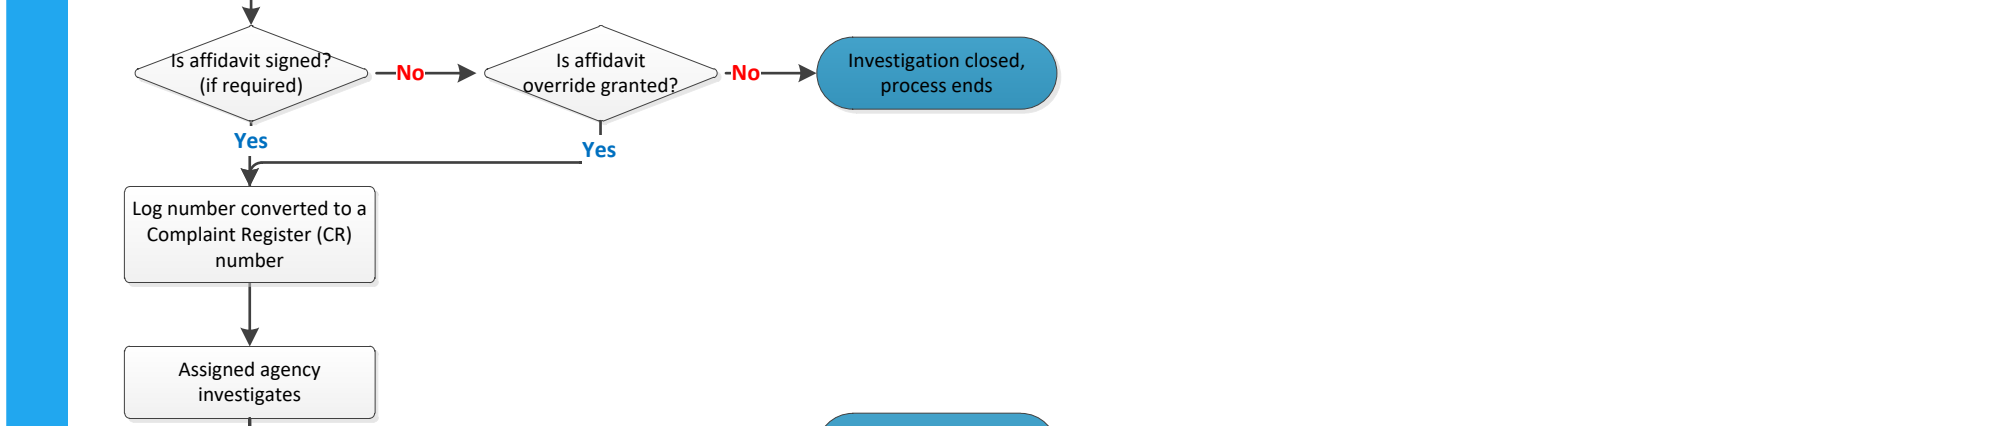 Is affidavit signed?
(if required)
No
Is affidavit
override granted?
No
Investigation closed,
process ends
Yes
Yes
Log number converted to a
Complaint Register (CR)
number
Assigned agency
investigates